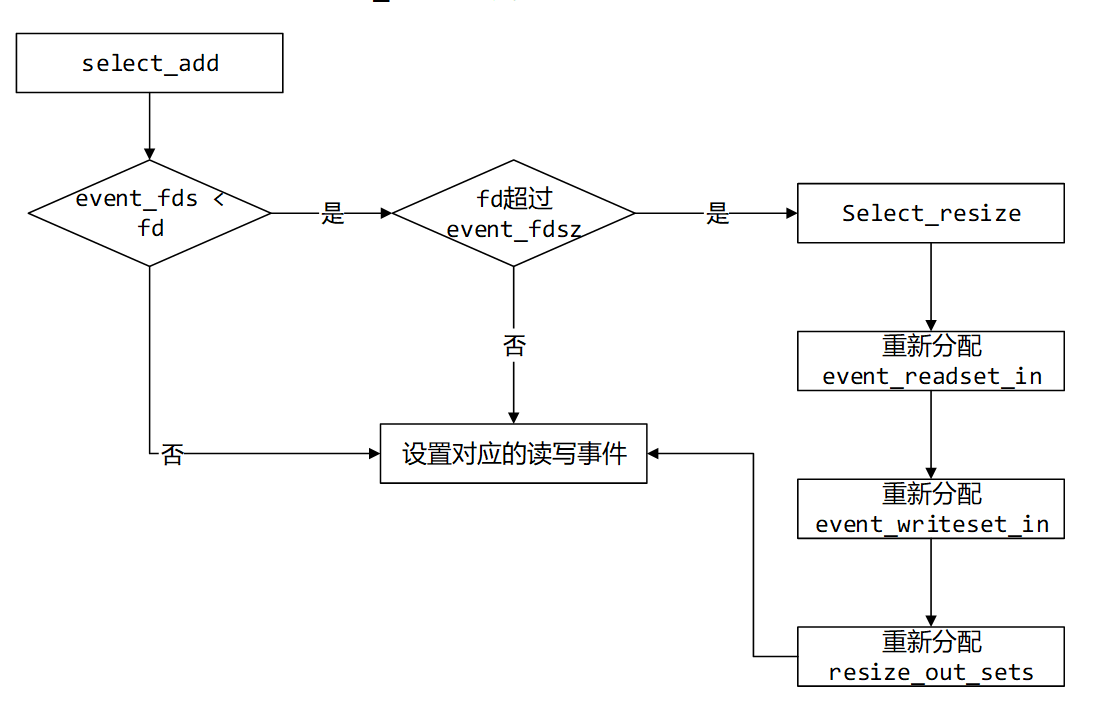 select_add
event_fds <
fd
是
fd超过
event_fdsz
是
Select_resize
否
重新分配
event_readset_in
否
设置对应的读写事件
重新分配
event_writeset_in
重新分配
resize_out_sets